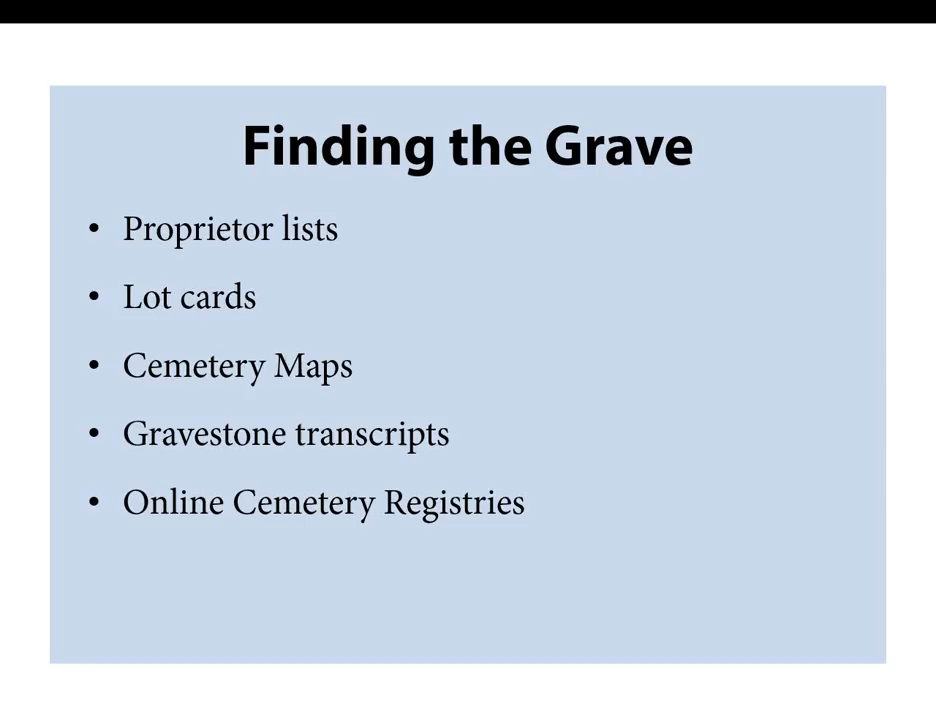 Finding the Grave
• Proprietor lists
• Lot cards
• Cemetery Maps
• Gravestone transcripts
• Online Cemetery Registries